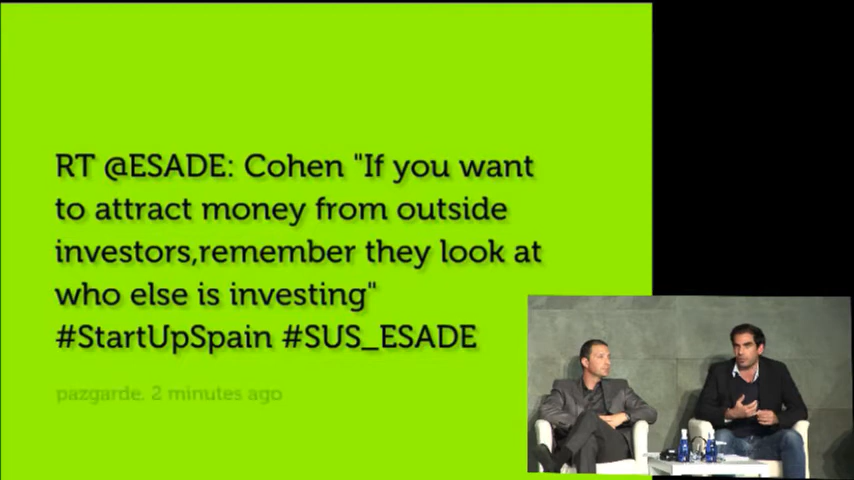 RT @ESADE: Cohen "If you want
to attract money from outside
investors,remember they look at
who else is investing"
#StartUpSpain #SUS_ESADE
pazgarde, 2 minutes ago